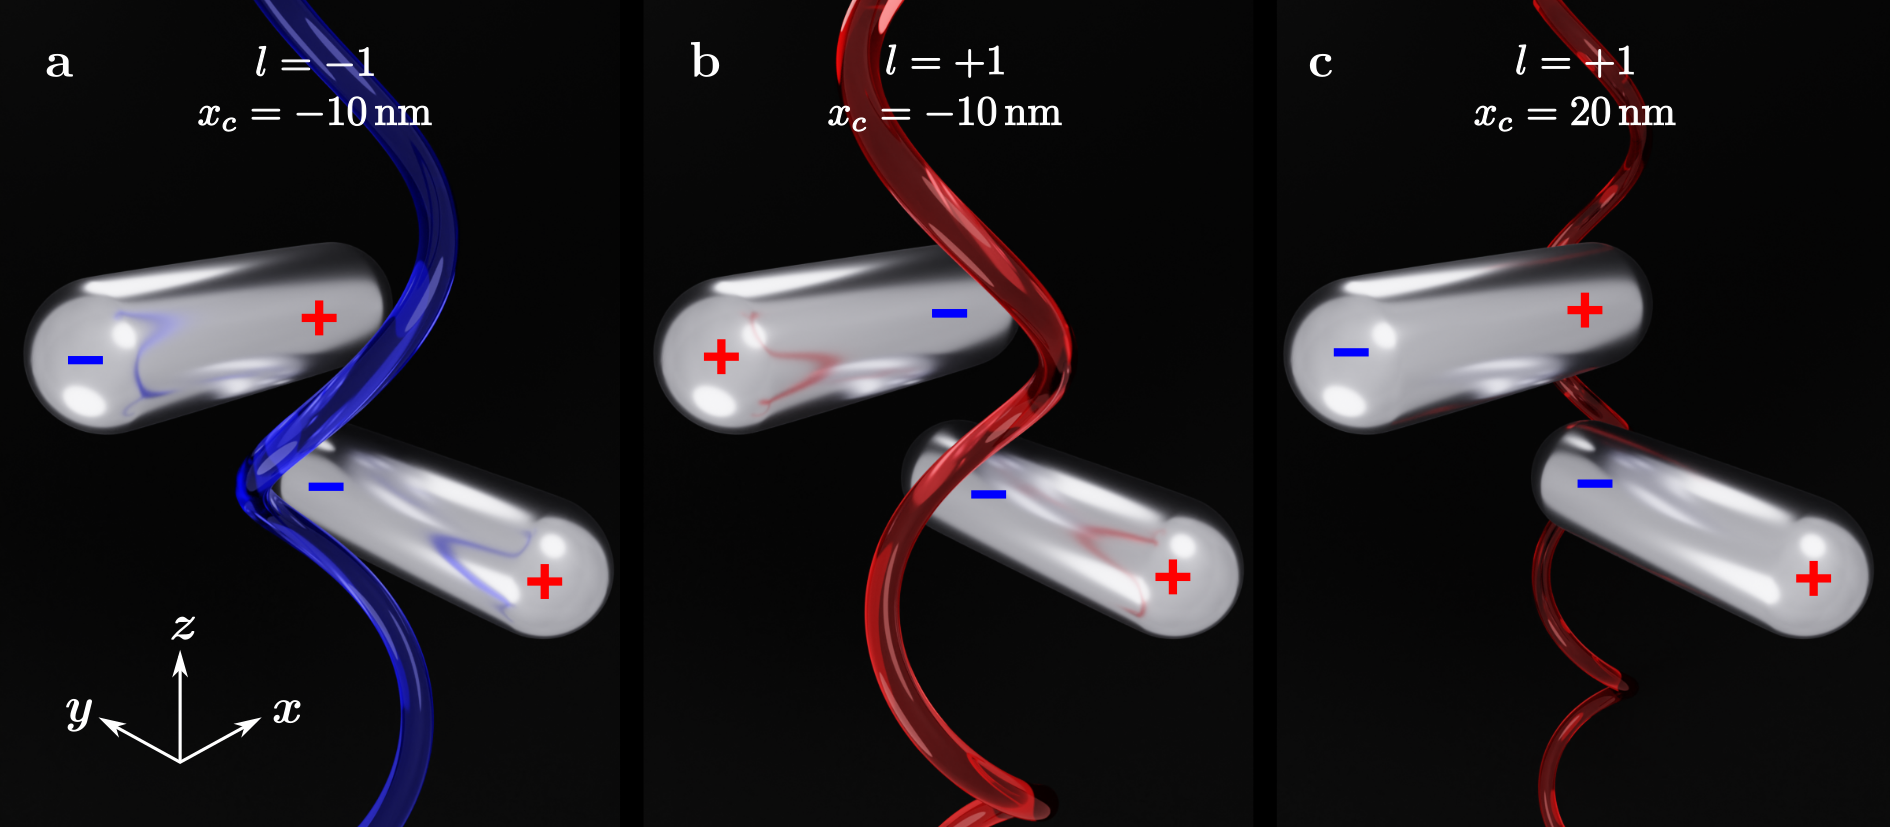 a
l = −1
x_c = −10 nm
− +
− +
z
y x
b
l = +1
x_c = −10 nm
+ −
− +
c
l = +1
x_c = 20 nm
− +
− +